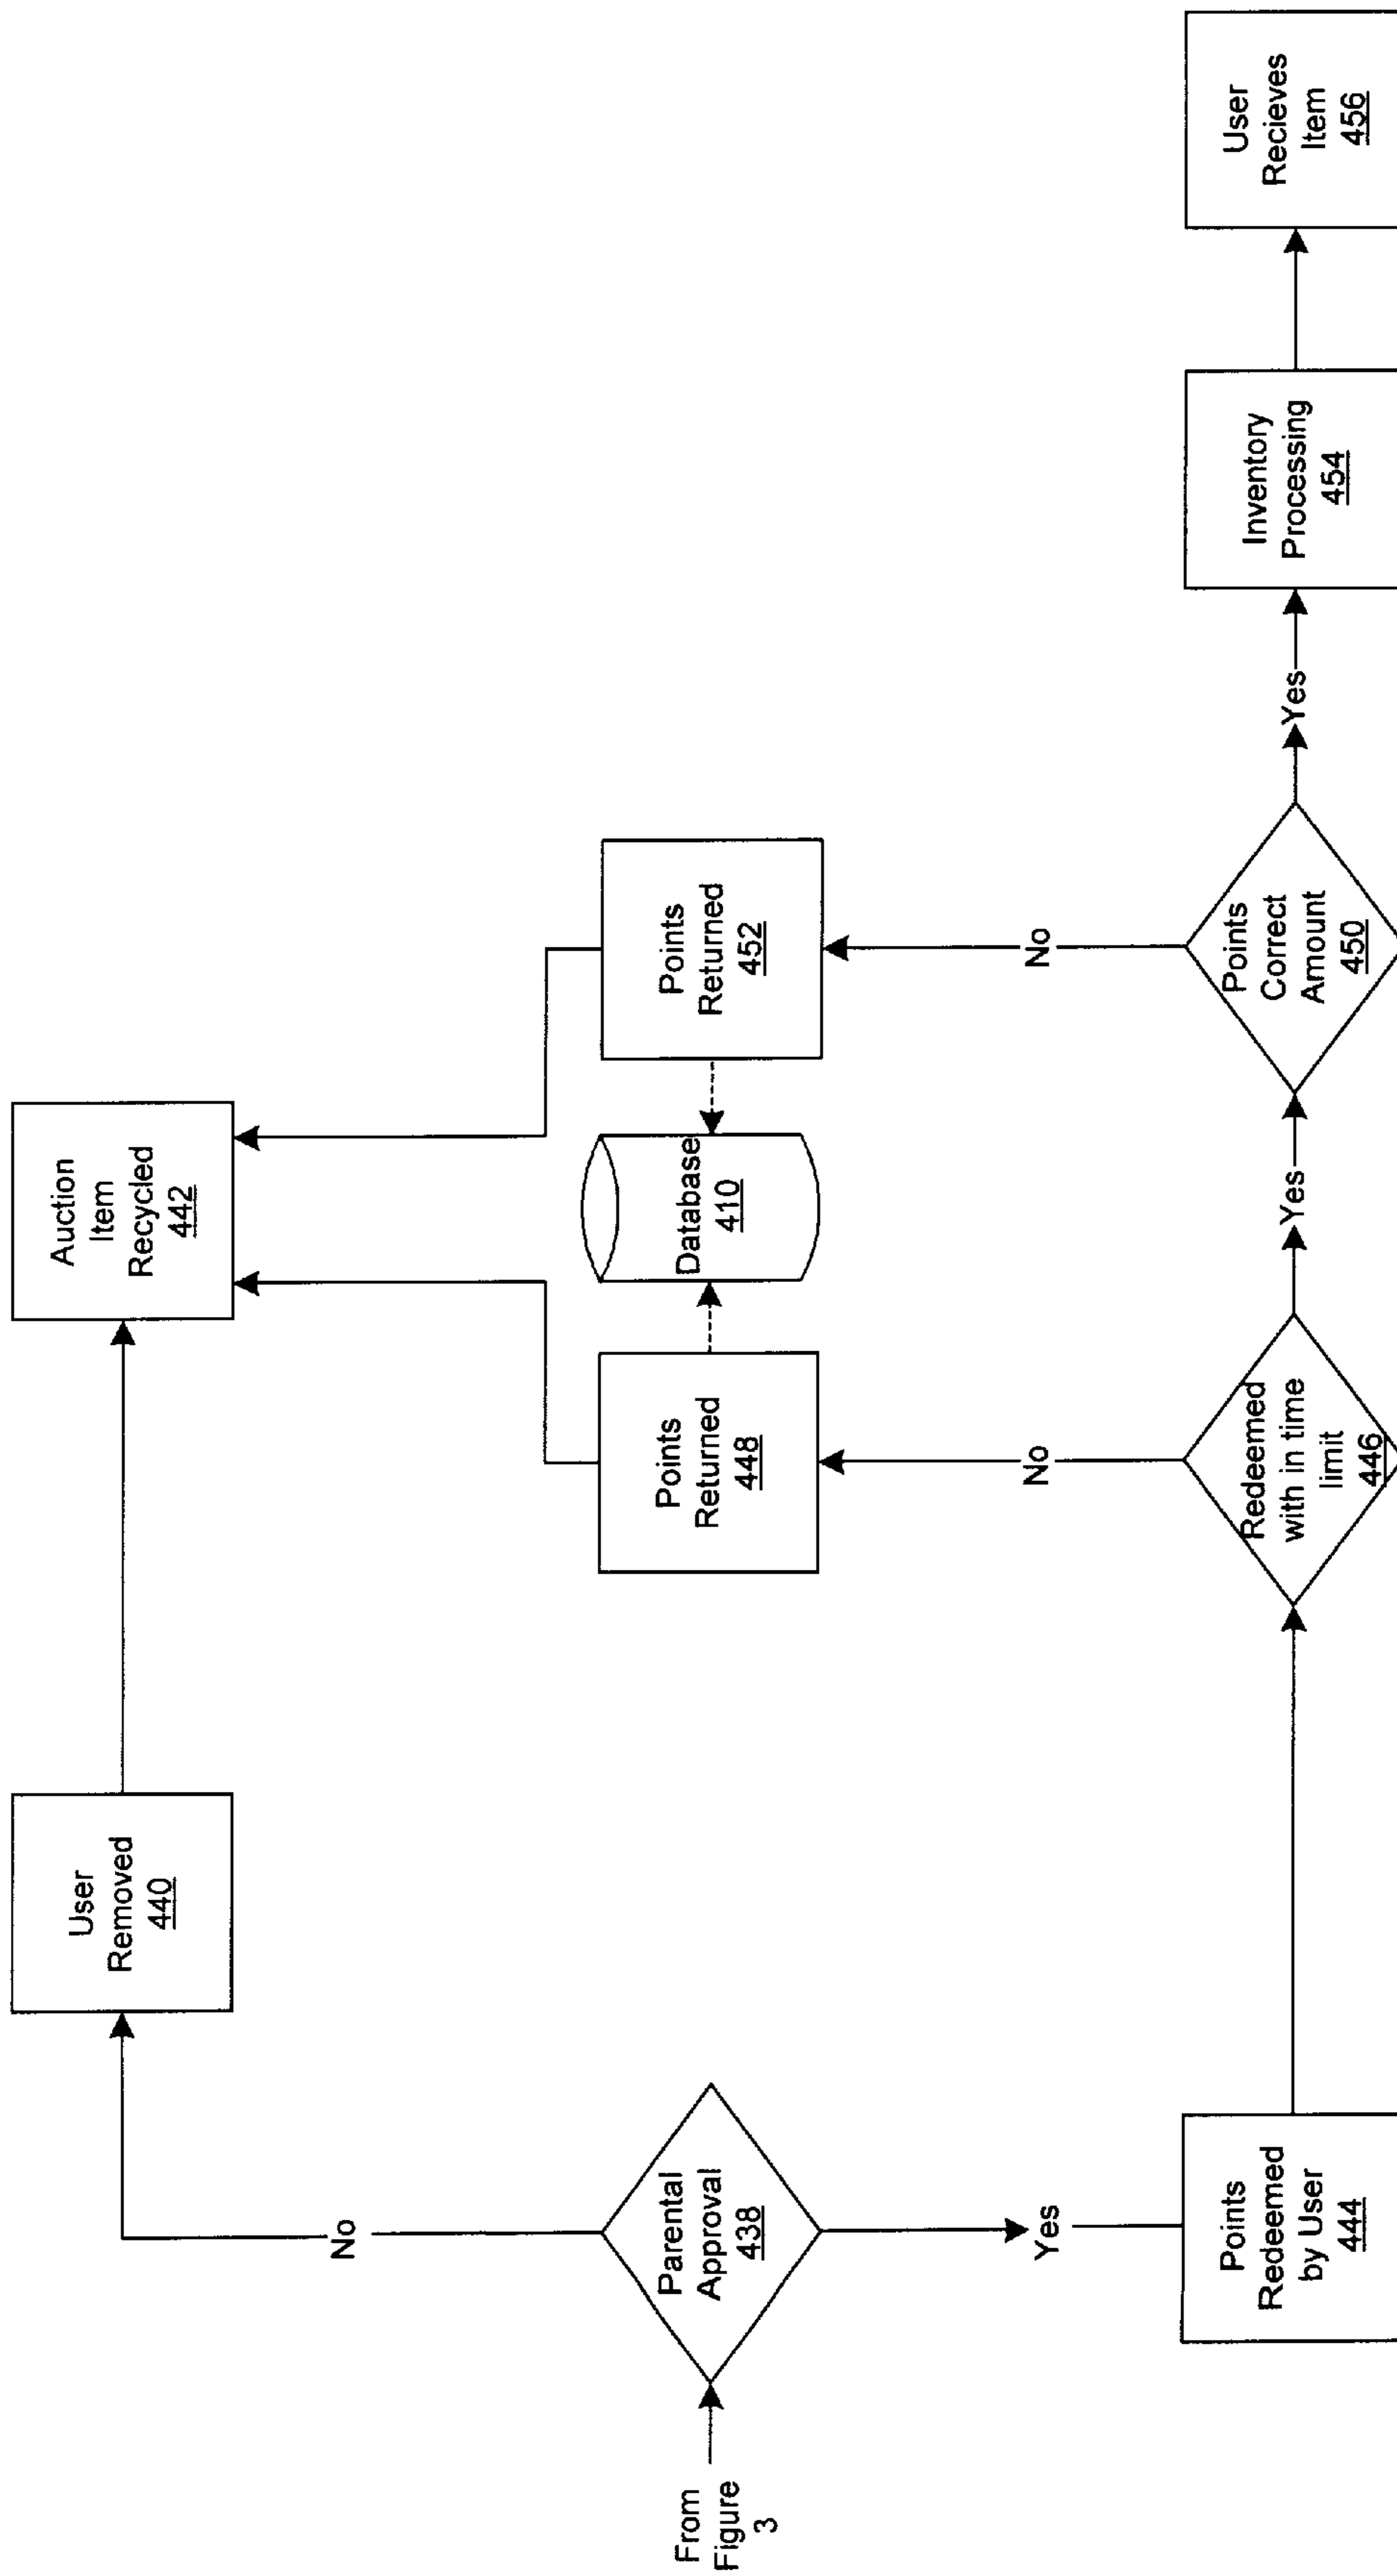 From
Figure
3
Parental
Approval
438
No
User
Removed
440
Auction
Item
Recycled
442
Yes
Points
Redeemed
by User
444
Redeemed
with in time
limit
446
No
Points
Returned
448
Database
410
Yes
Points
Correct
Amount
450
No
Points
Returned
452
Yes
Inventory
Processing
454
User
Recieves
Item
456